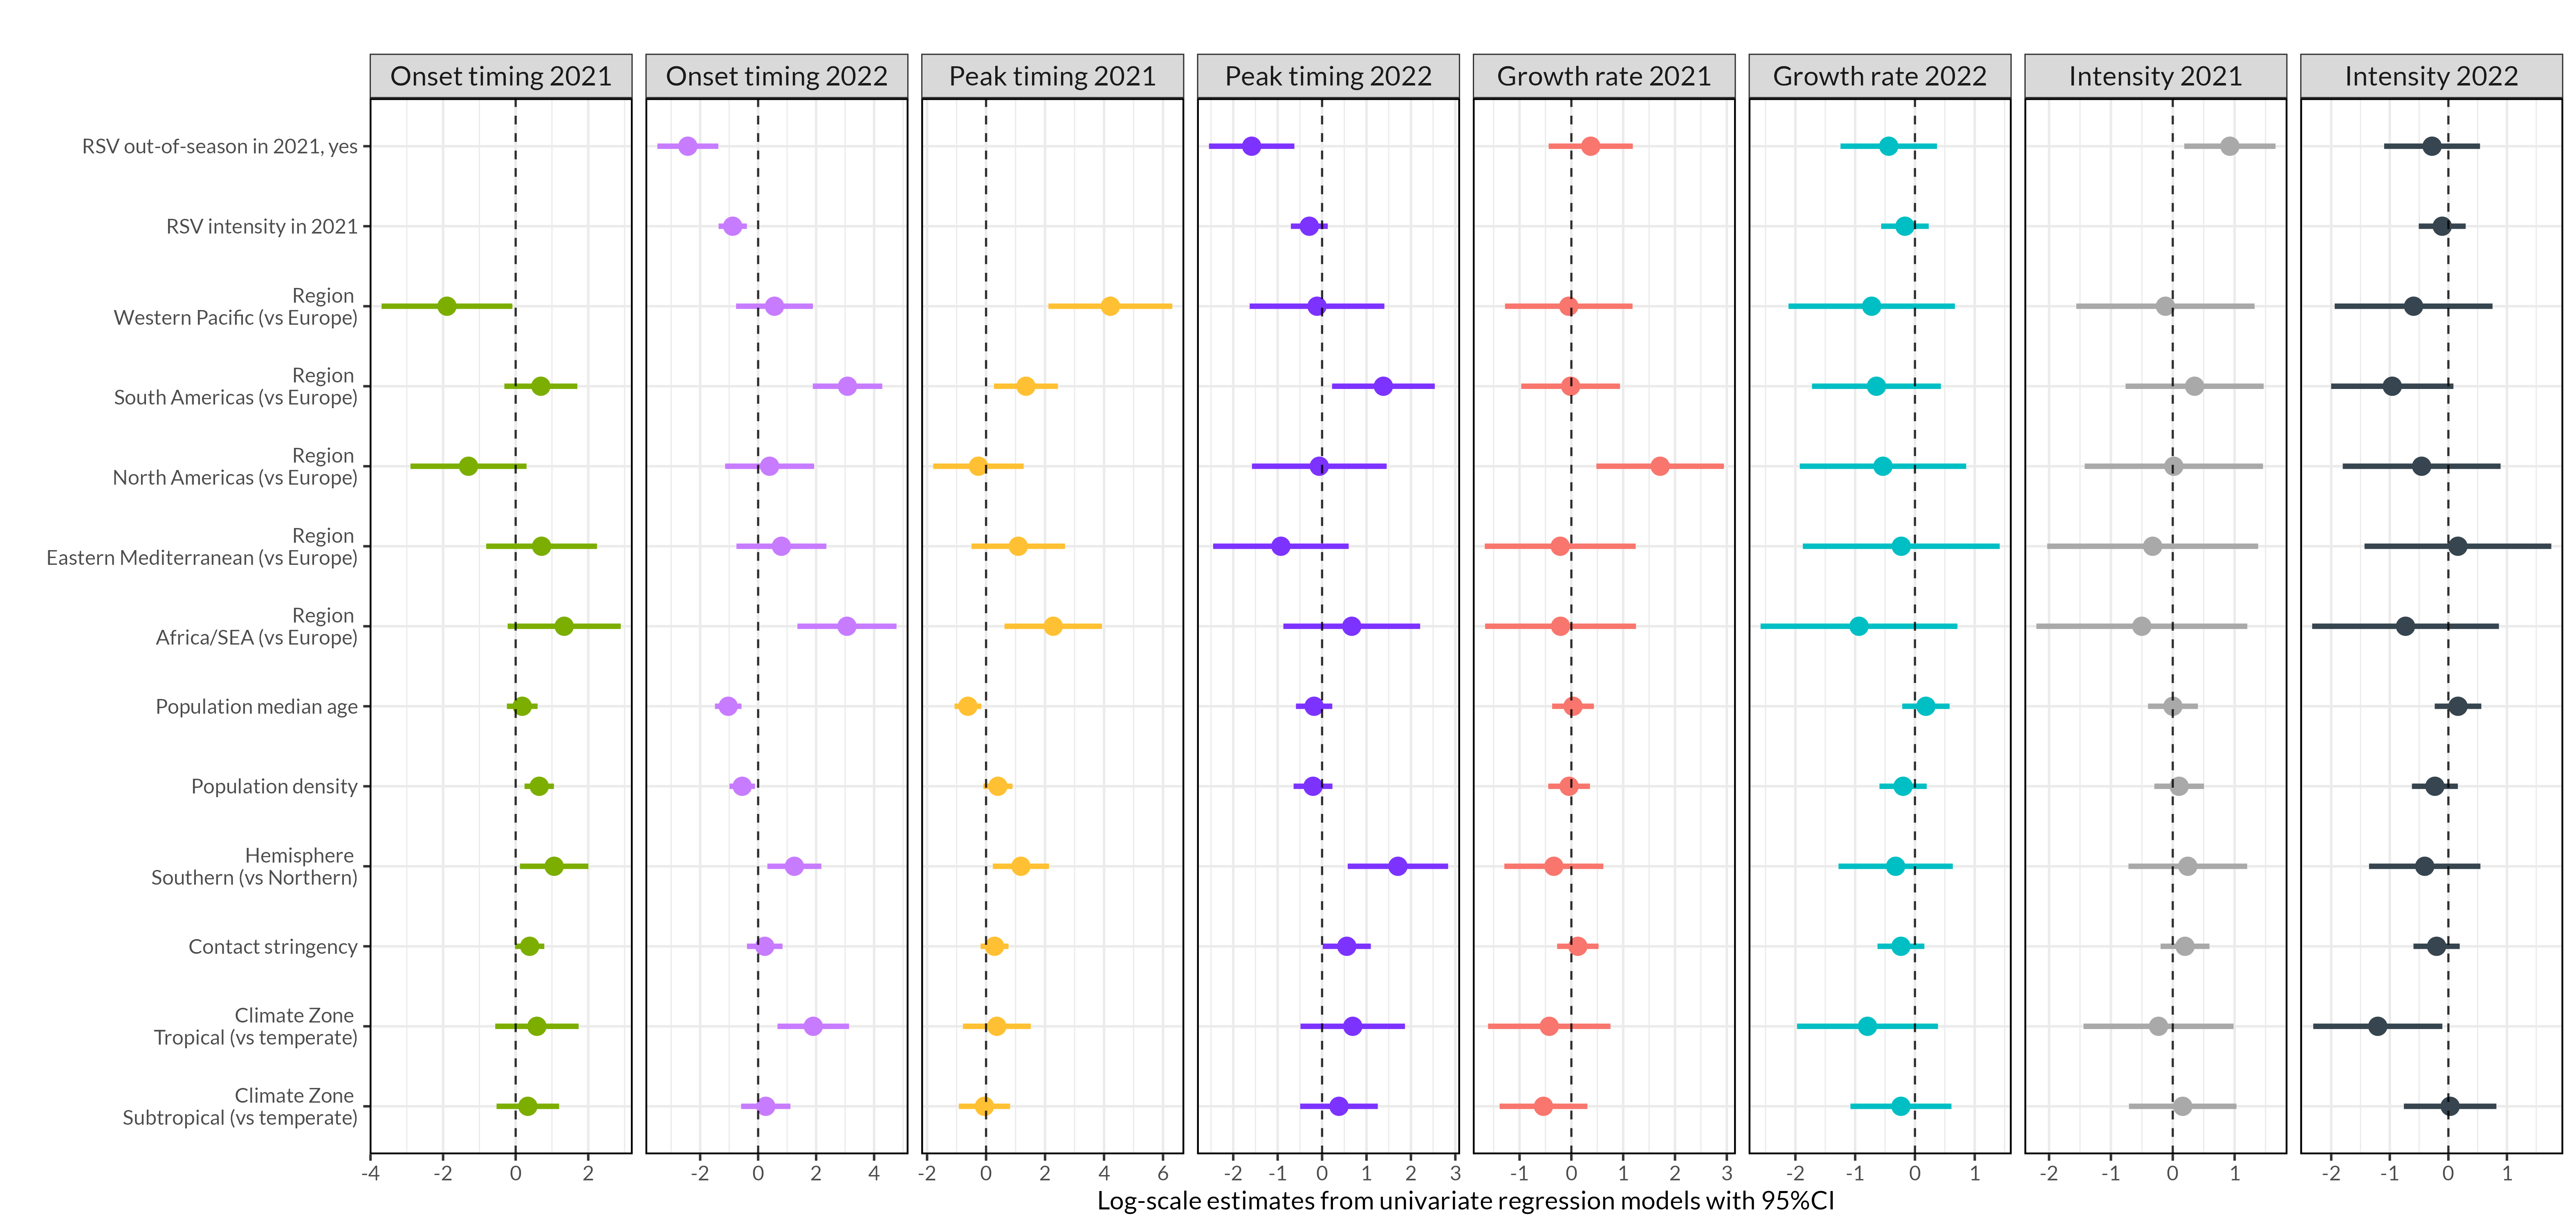 Onset timing 2021 Onset timing 2022 Peak timing 2021 Peak timing 2022 Growth rate 2021 Growth rate 2022 Intensity 2021 Intensity 2022
RSV out-of-season in 2021, yes
RSV intensity in 2021
Region
Western Pacific (vs Europe)
Region
South Americas (vs Europe)
Region
North Americas (vs Europe)
Region
Eastern Mediterranean (vs Europe)
Region
Africa/SEA (vs Europe)
Population median age
Population density
Hemisphere
Southern (vs Northern)
Contact stringency
Climate Zone
Tropical (vs temperate)
Climate Zone
Subtropical (vs temperate)
-4 -2 0 2 -2 0 2 4 -2 0 2 4 6 -2 -1 0 1 2 3 -1 0 1 2 3 -2 -1 0 1 -2 -1 0 1 -2 -1 0 1
Log-scale estimates from univariate regression models with 95%CI